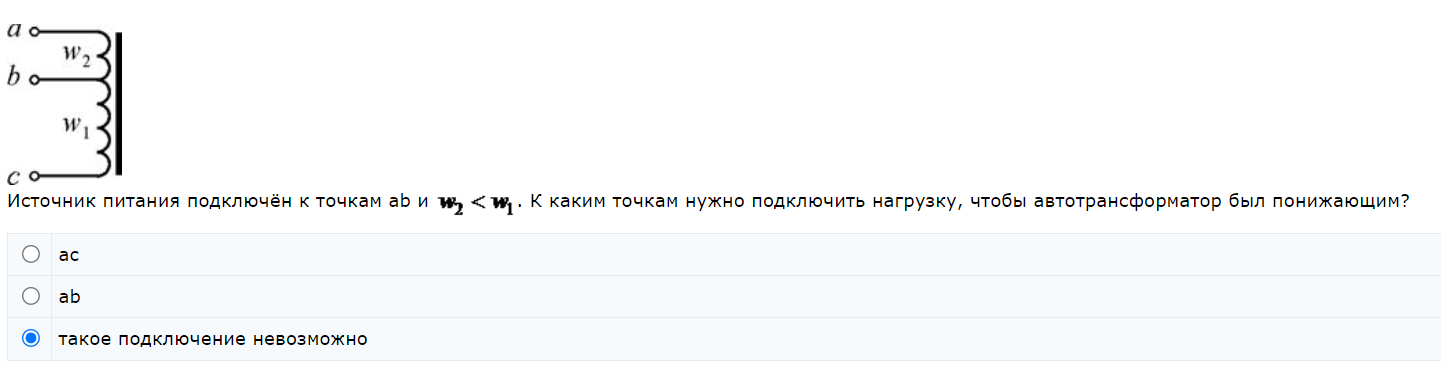 a
w₂
b
w₁
c
Источник питания подключён к точкам ab и w₂ < w₁. К каким точкам нужно подключить нагрузку, чтобы автотрансформатор был понижающим?
ac
ab
такое подключение невозможно